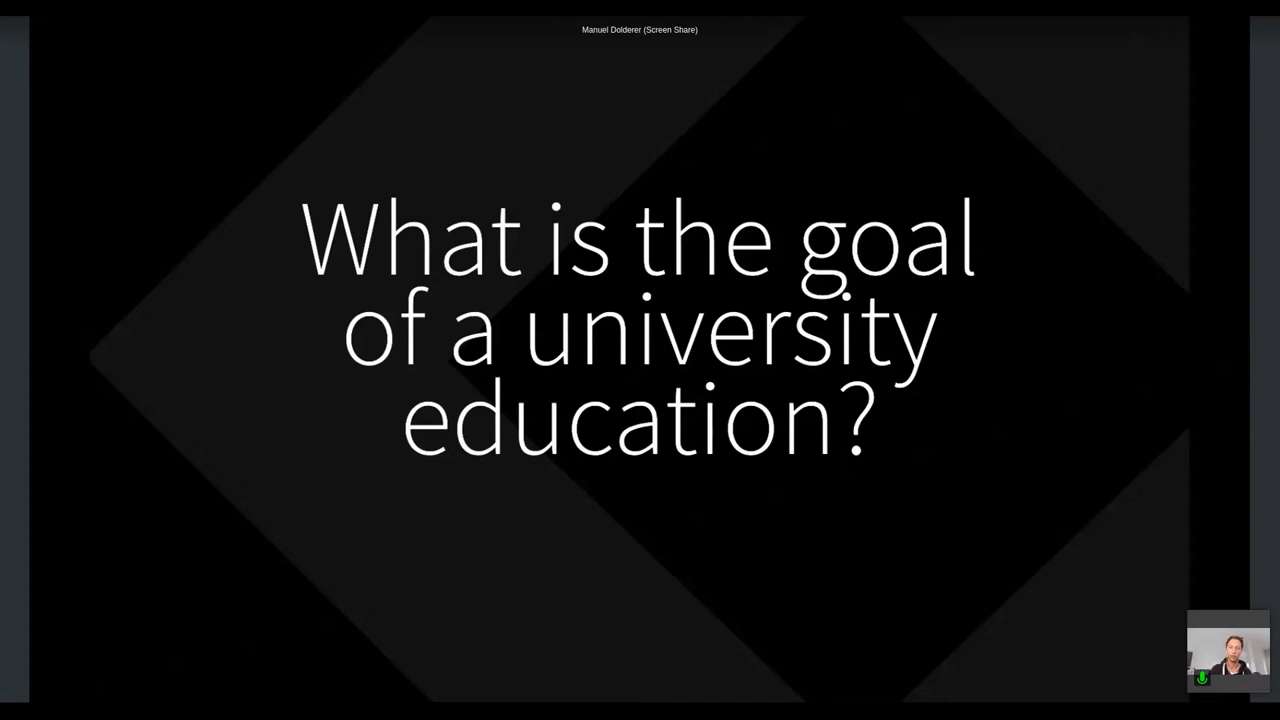 Manuel Dolderer (Screen Share)
What is the goal
of a university
education?